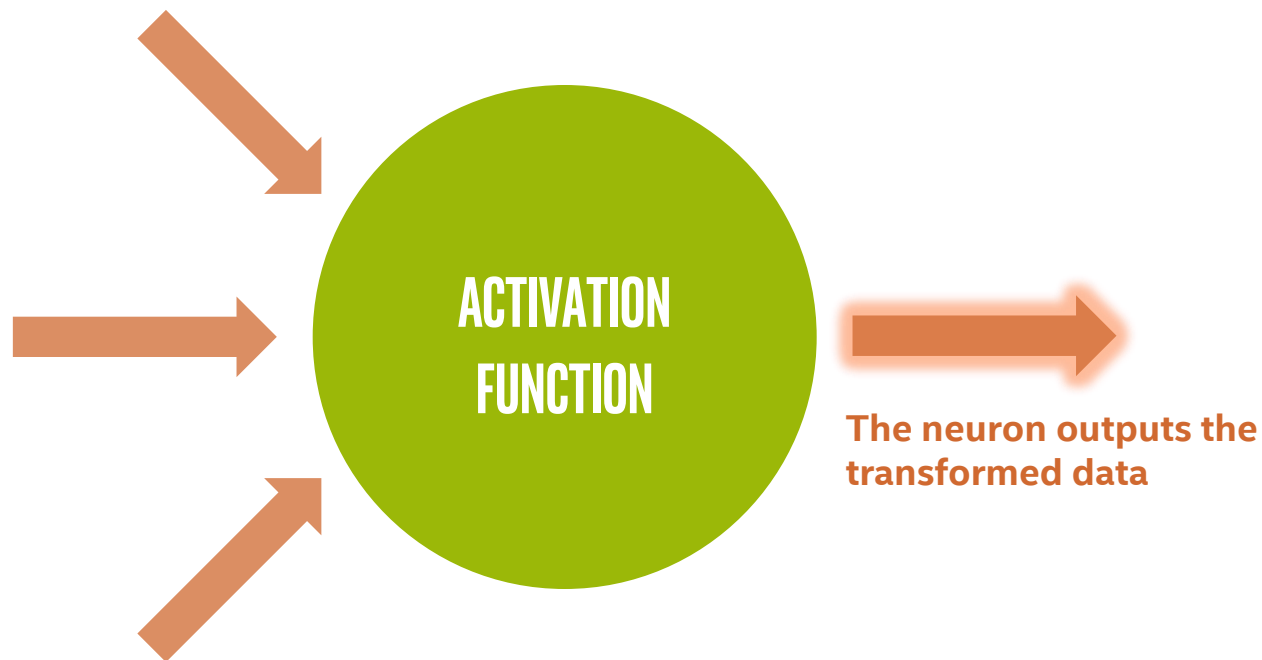 ACTIVATION
FUNCTION
The neuron outputs the
transformed data